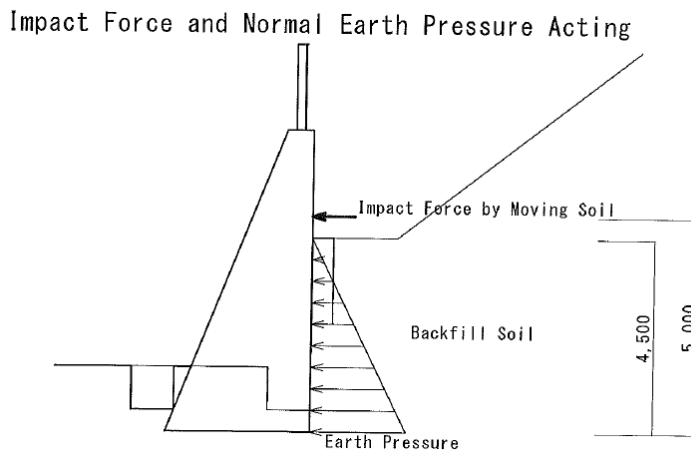 Impact Force and Normal Earth Pressure Acting
Impact Force by Moving Soil
Backfill Soil
4,500
5,000
Earth Pressure